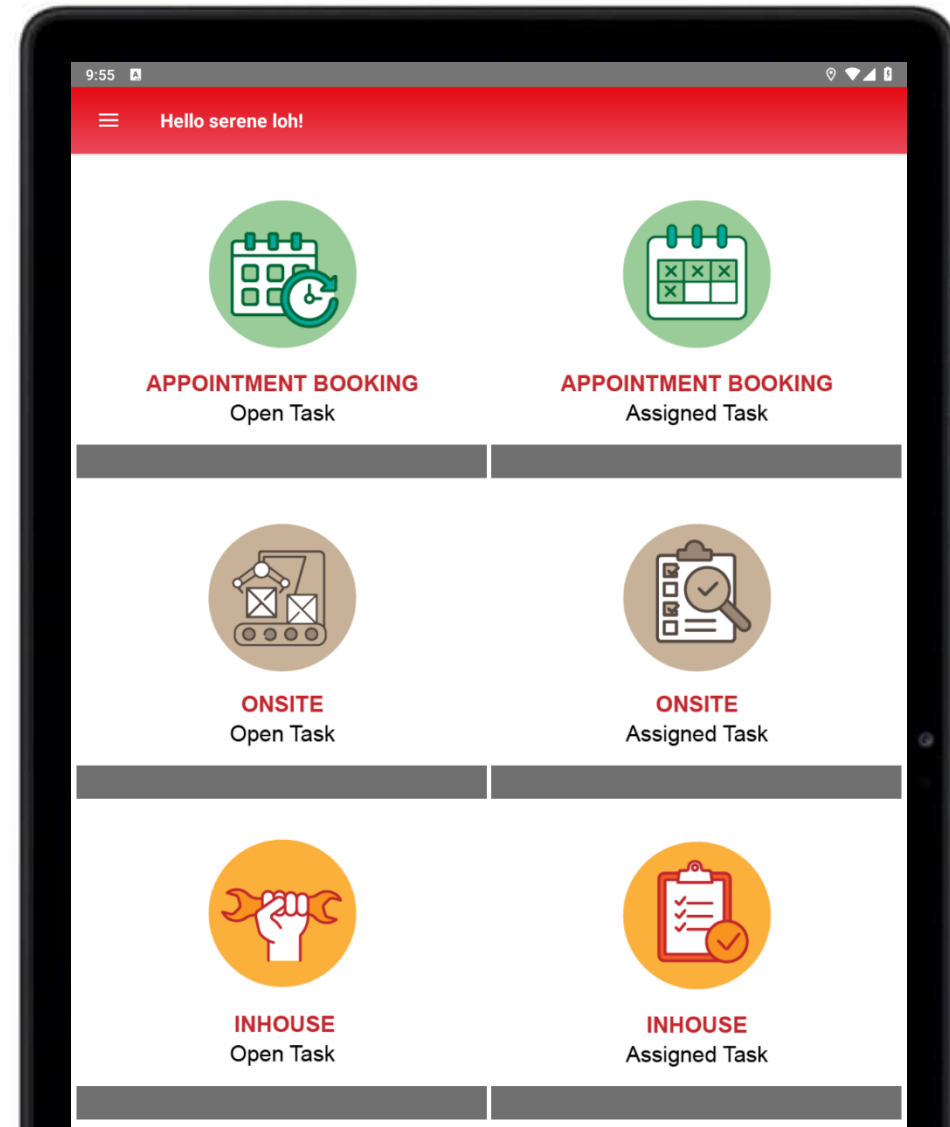 9:55
Hello serene loh!
APPOINTMENT BOOKING
Open Task
APPOINTMENT BOOKING
Assigned Task
ONSITE
Open Task
ONSITE
Assigned Task
INHOUSE
Open Task
INHOUSE
Assigned Task